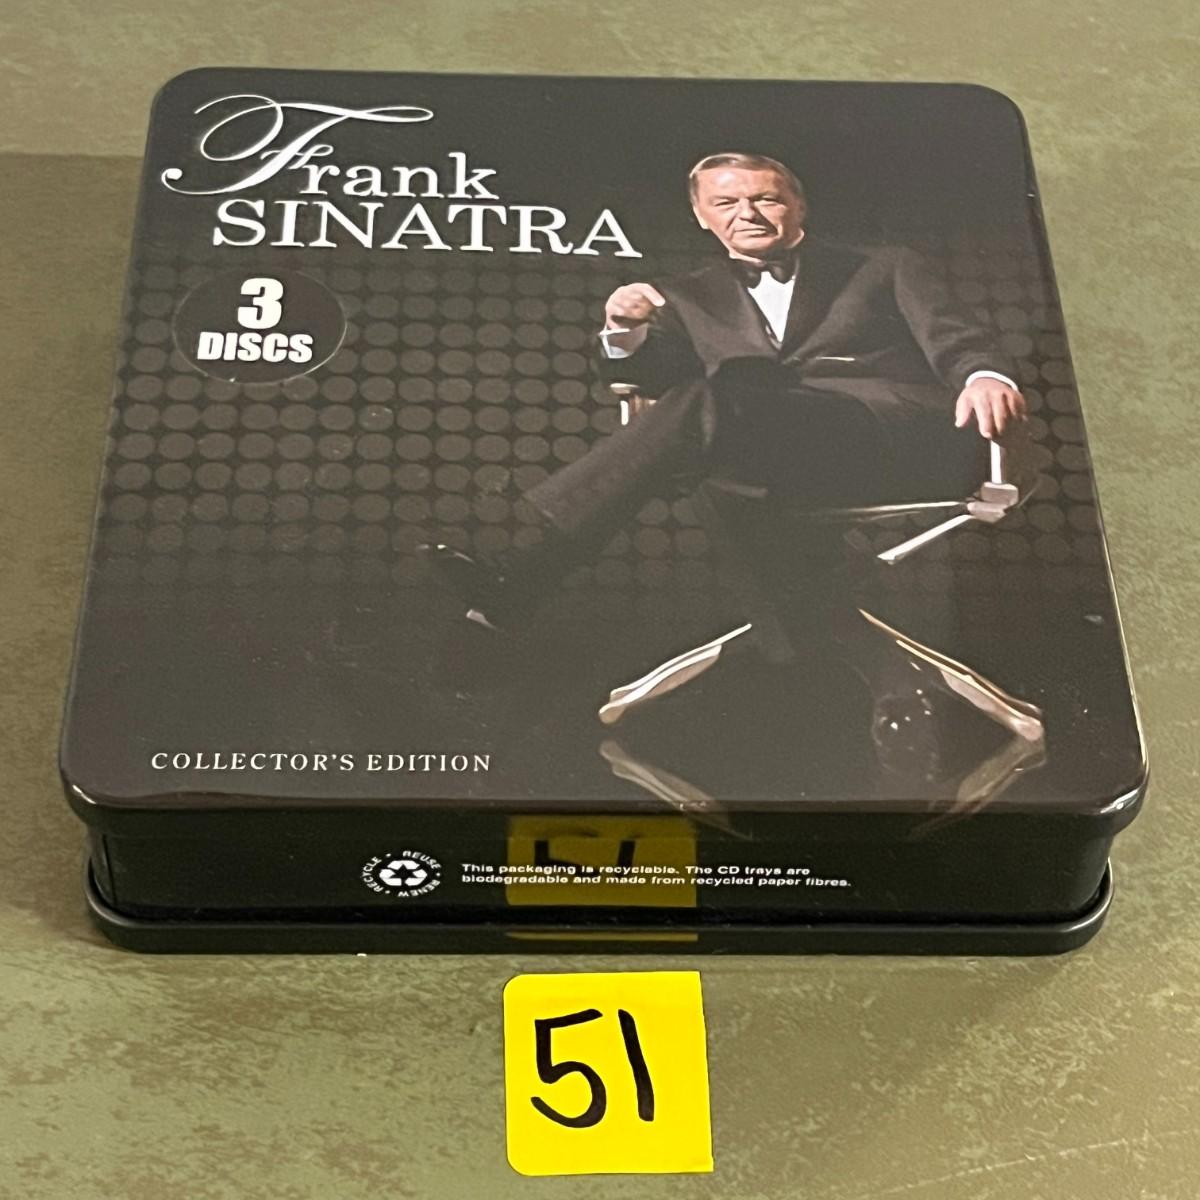 Frank
SINATRA
3
DISCS
COLLECTOR'S EDITION
RECYCLE • REUSE • RENEW •
This packaging is recyclable. The CD trays are
biodegradable and made from recycled paper fibres.
51